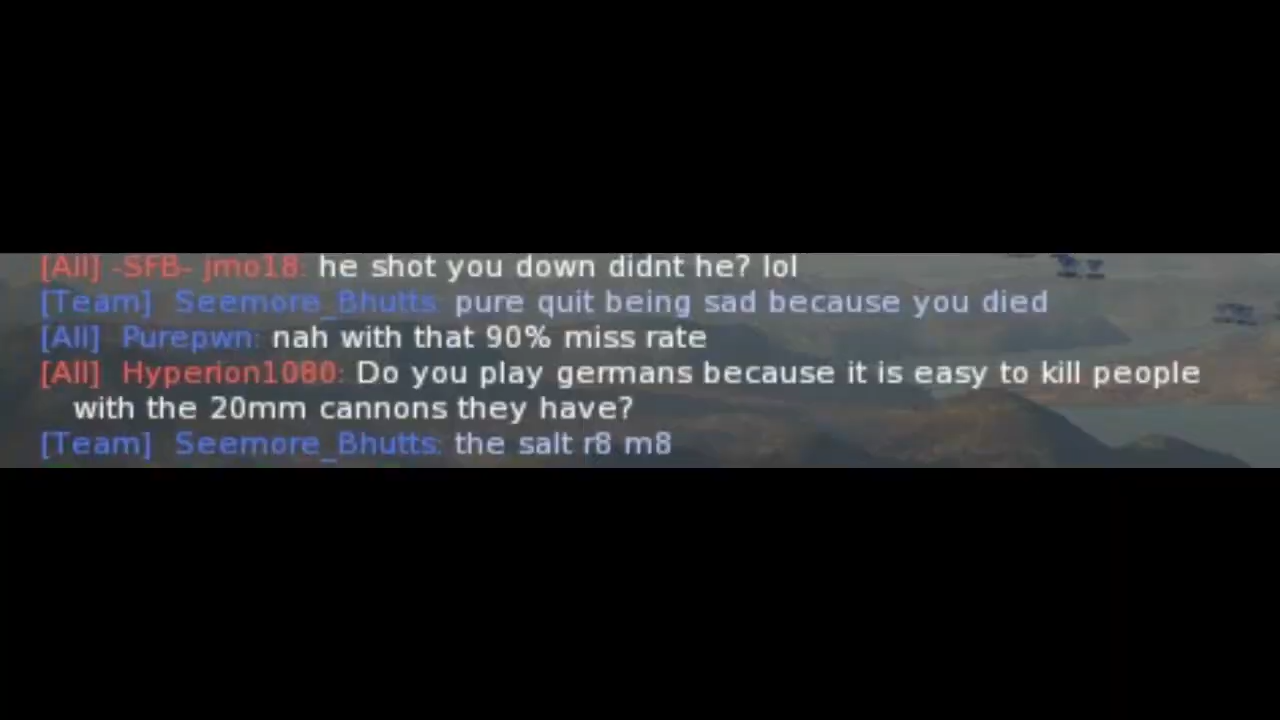 [All] -SFB- jmo18: he shot you down didnt he? lol
[Team] Seemore_Bhutts: pure quit being sad because you died
[All] Purepwn: nah with that 90% miss rate
[All] Hyperion1080: Do you play germans because it is easy to kill people
with the 20mm cannons they have?
[Team] Seemore_Bhutts: the salt r8 m8